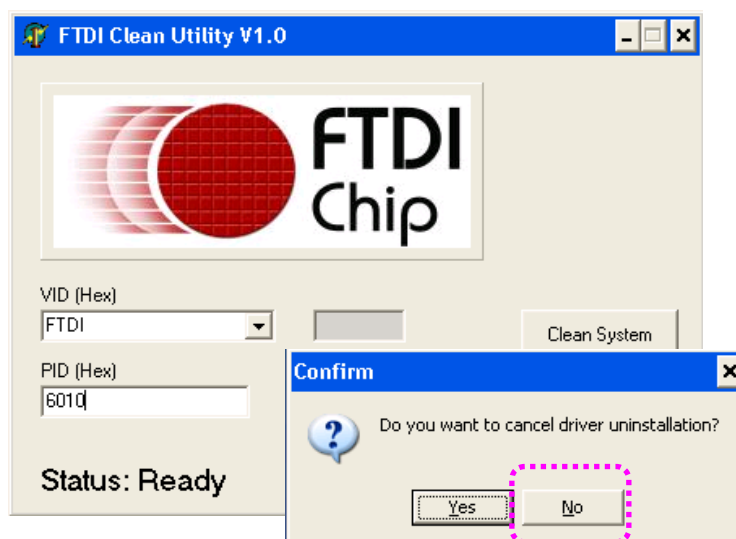 FTDI Clean Utility V1.0
FTDI
Chip
VID (Hex)
FTDI
Clean System
PID (Hex)
6010
Status: Ready
Confirm
Do you want to cancel driver uninstallation?
Yes
No